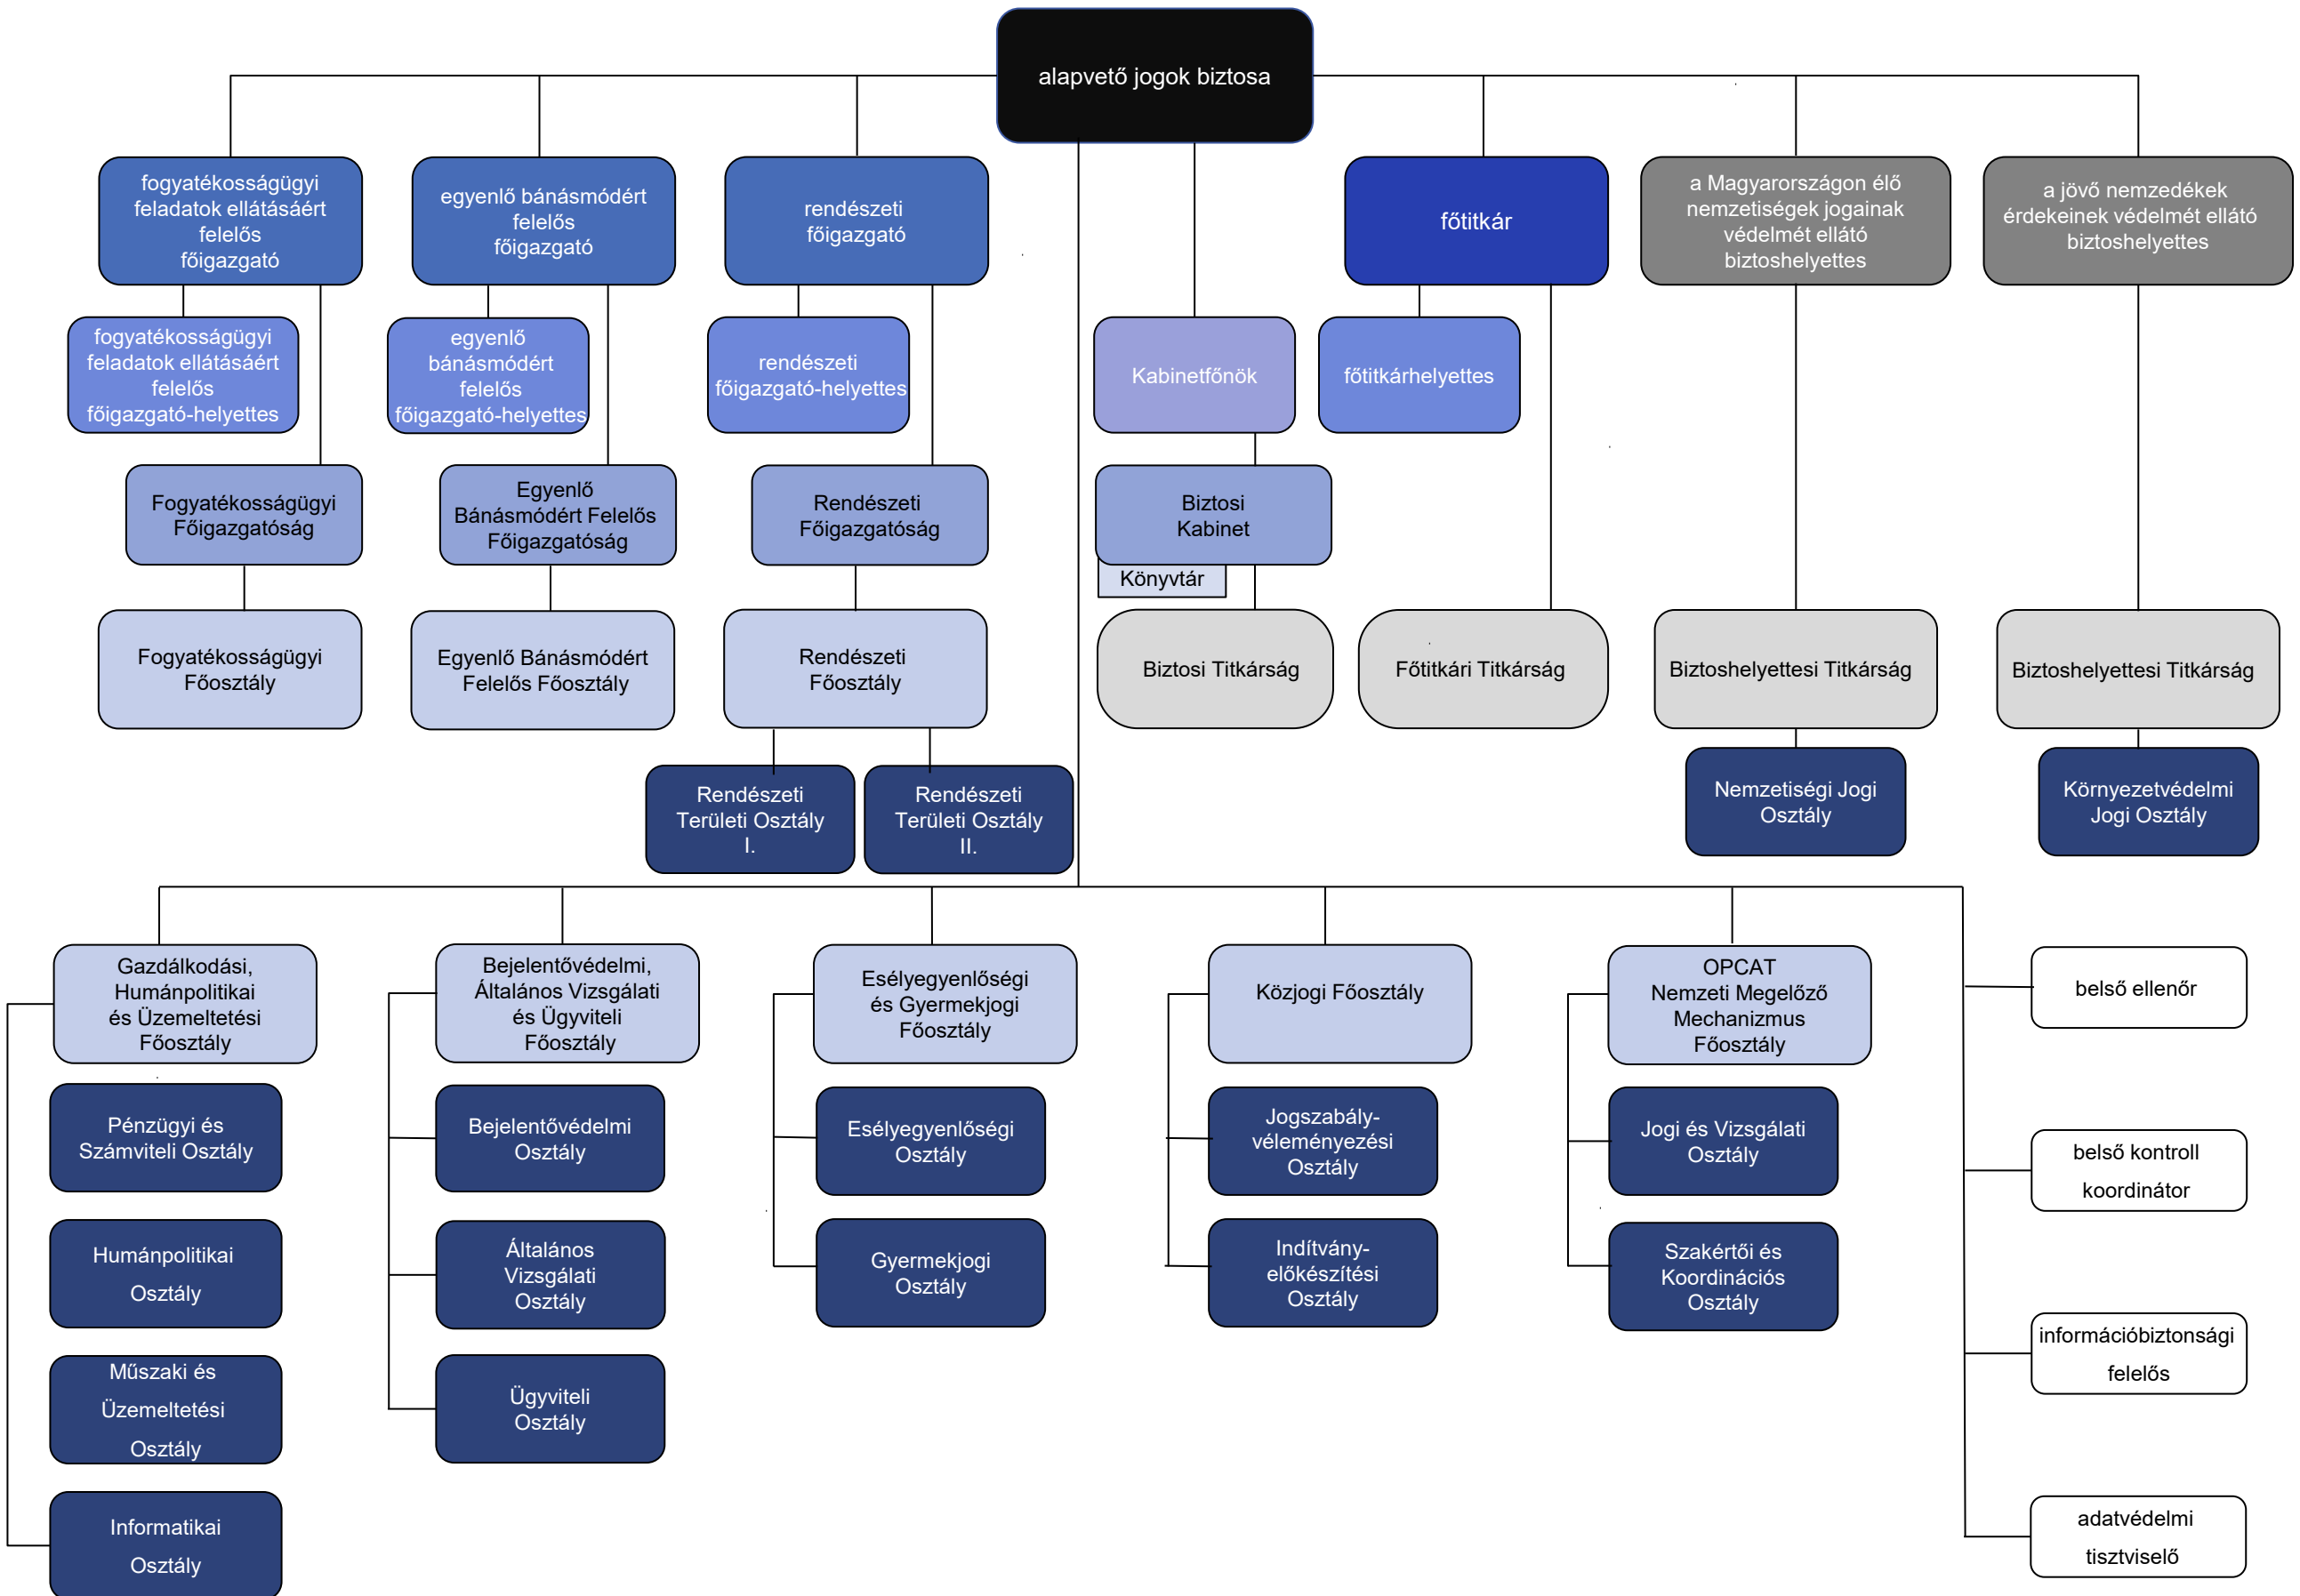 alapvető jogok biztosa
fogyatékosságügyi
feladatok ellátásáért
felelős
főigazgató
egyenlő bánásmódért
felelős
főigazgató
rendészeti
főigazgató
főtitkár
a Magyarországon élő
nemzetiségek jogainak
védelmét ellátó
biztoshelyettes
a jövő nemzedékek
érdekeinek védelmét ellátó
biztoshelyettes
fogyatékosságügyi
feladatok ellátásáért
felelős
főigazgató-helyettes
egyenlő
bánásmódért
felelős
főigazgató-helyettes
rendészeti
főigazgató-helyettes
Kabinetfőnök
főtitkárhelyettes
Fogyatékosságügyi
Főigazgatóság
Egyenlő
Bánásmódért Felelős
Főigazgatóság
Rendészeti
Főigazgatóság
Biztosi
Kabinet
Könyvtár
Fogyatékosságügyi
Főosztály
Egyenlő Bánásmódért
Felelős Főosztály
Rendészeti
Főosztály
Biztosi Titkárság
Főtitkári Titkárság
Biztoshelyettesi Titkárság
Biztoshelyettesi Titkárság
Rendészeti
Területi Osztály
I.
Rendészeti
Területi Osztály
II.
Nemzetiségi Jogi
Osztály
Környezetvédelmi
Jogi Osztály
Gazdálkodási,
Humánpolitikai
és Üzemeltetési
Főosztály
Bejelentővédelmi,
Általános Vizsgálati
és Ügyviteli
Főosztály
Esélyegyenlőségi
és Gyermekjogi
Főosztály
Közjogi Főosztály
OPCAT
Nemzeti Megelőző
Mechanizmus
Főosztály
belső ellenőr
Pénzügyi és
Számviteli Osztály
Bejelentővédelmi
Osztály
Esélyegyenlőségi
Osztály
Jogszabály-
véleményezési
Osztály
Jogi és Vizsgálati
Osztály
belső kontroll
koordinátor
Humánpolitikai
Osztály
Általános
Vizsgálati
Osztály
Gyermekjogi
Osztály
Indítvány-
előkészítési
Osztály
Szakértői és
Koordinációs
Osztály
információbiztonsági
felelős
Műszaki és
Üzemeltetési
Osztály
Ügyviteli
Osztály
Informatikai
Osztály
adatvédelmi
tisztviselő